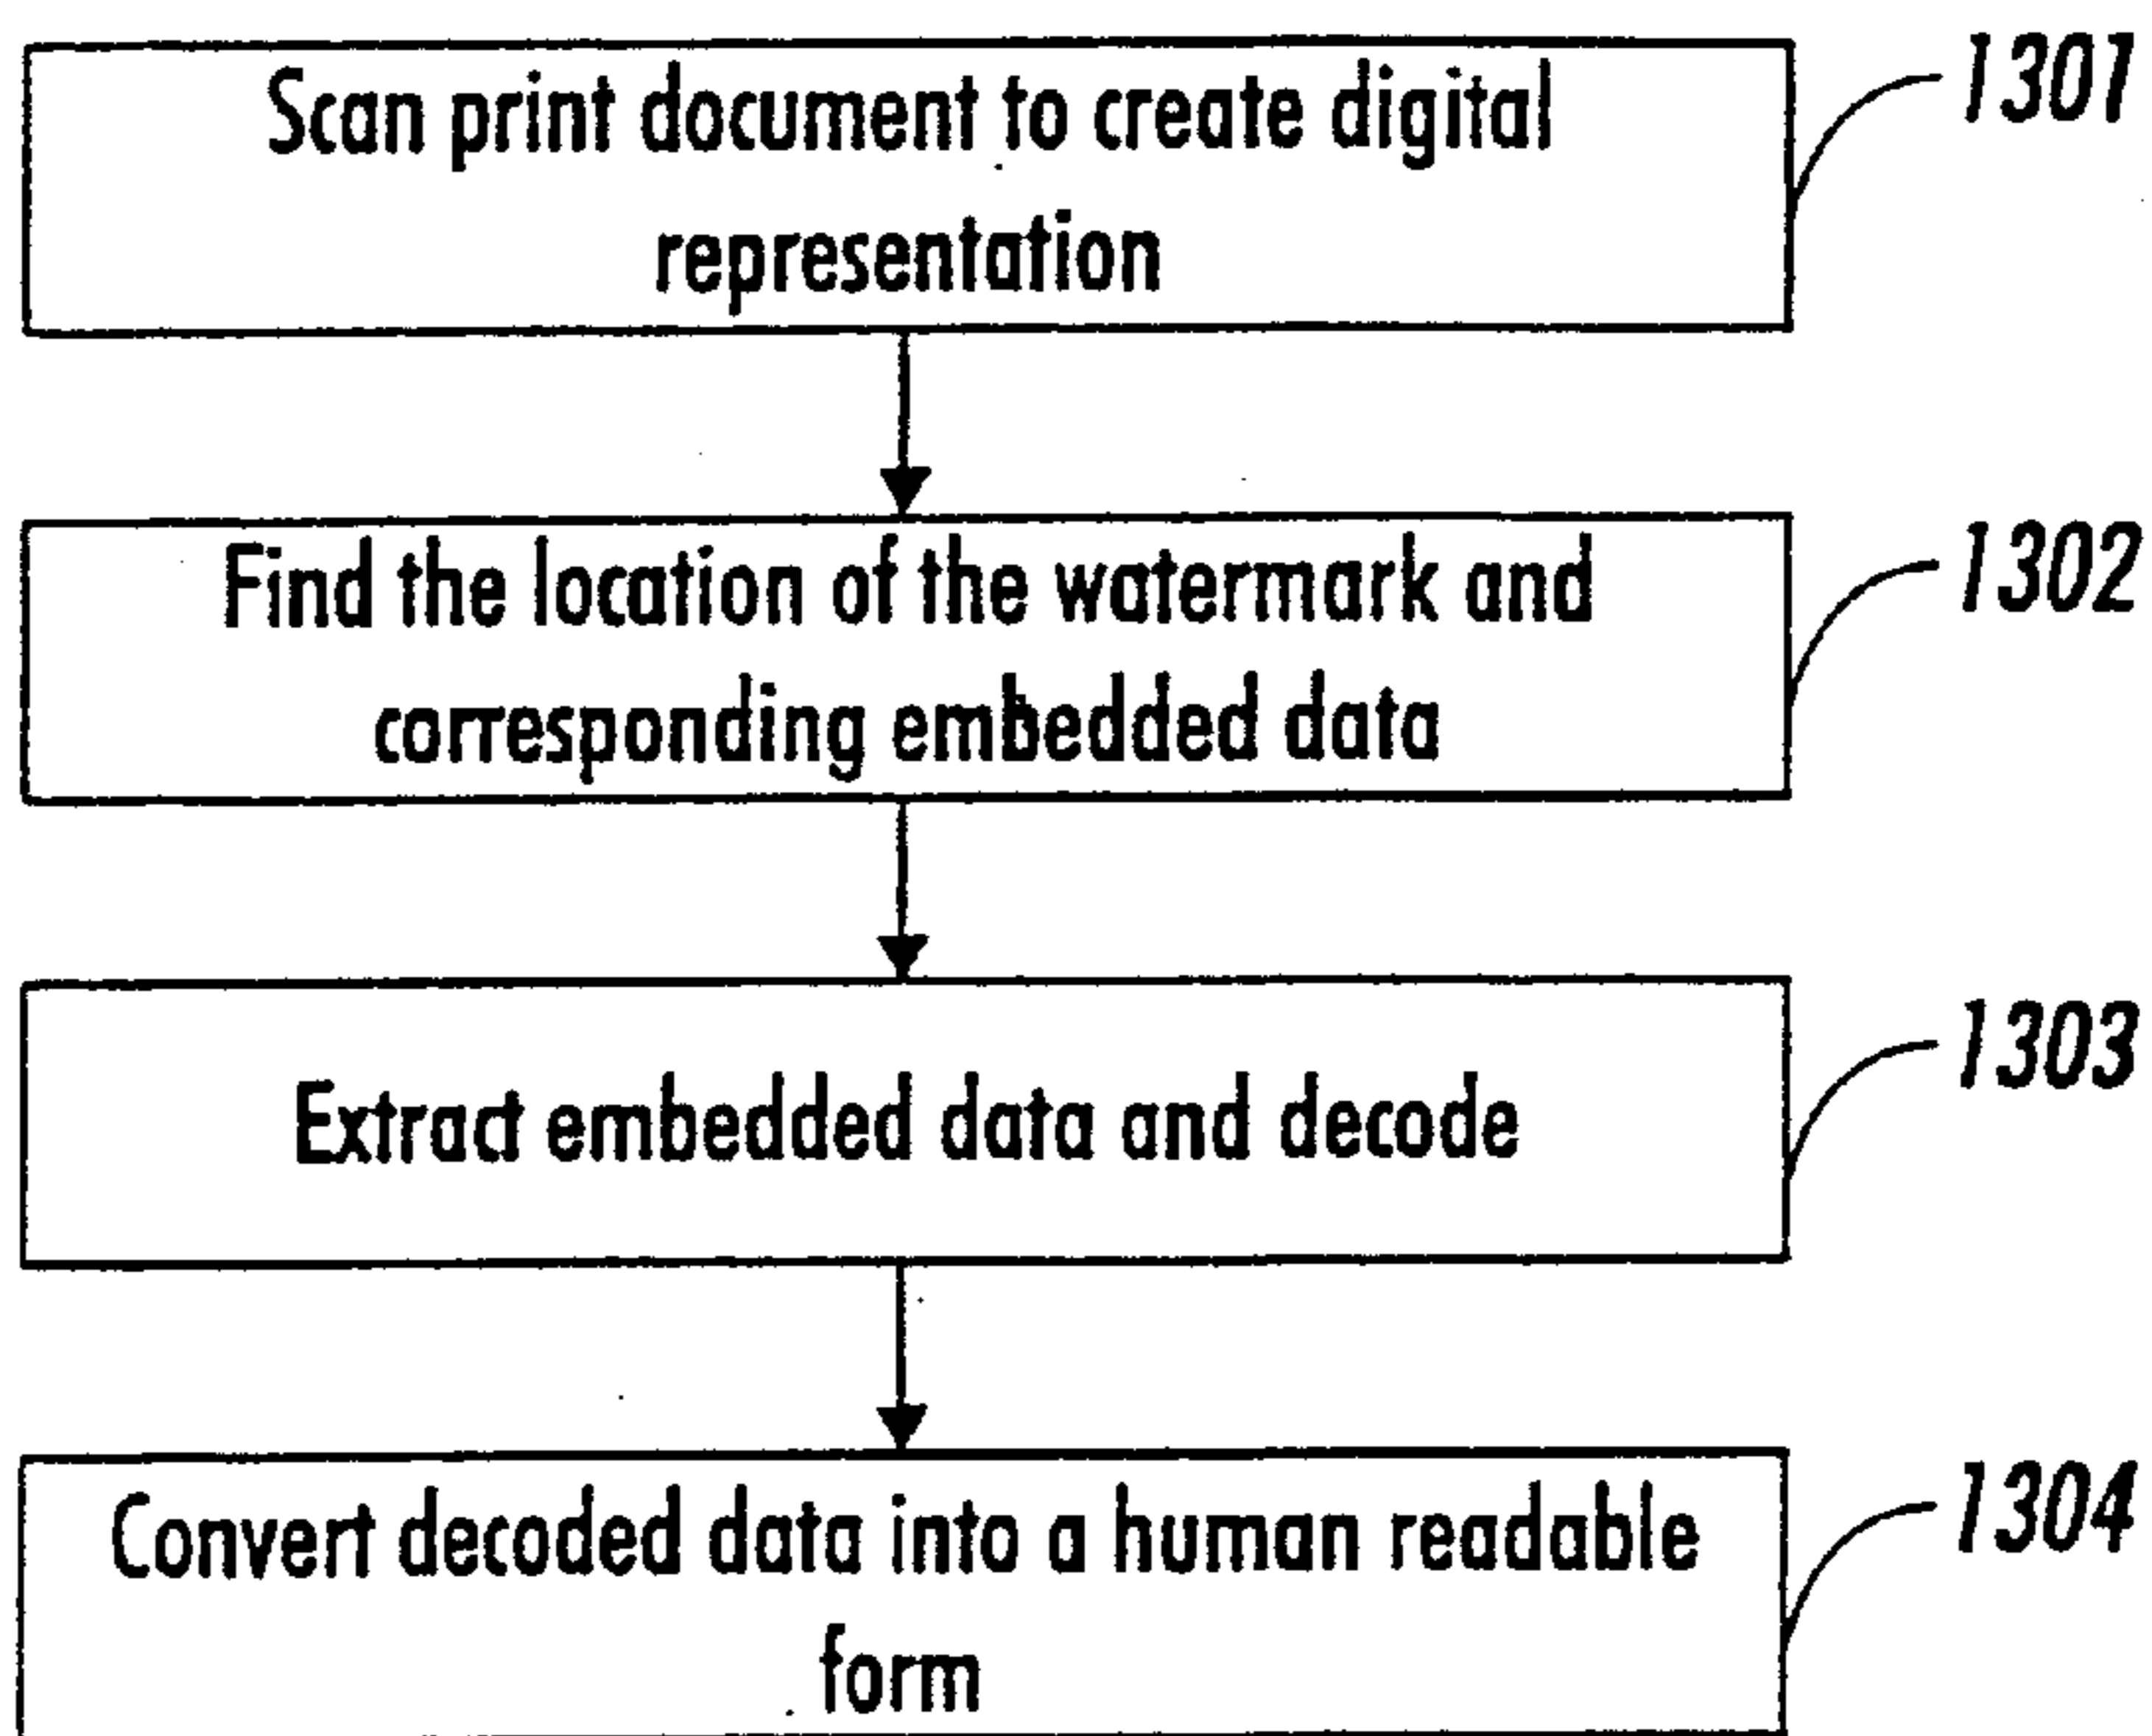 Scan print document to create digital
representation
1301
Find the location of the watermark and
corresponding embedded data
1302
Extract embedded data and decode
1303
Convert decoded data into a human readable
form
1304